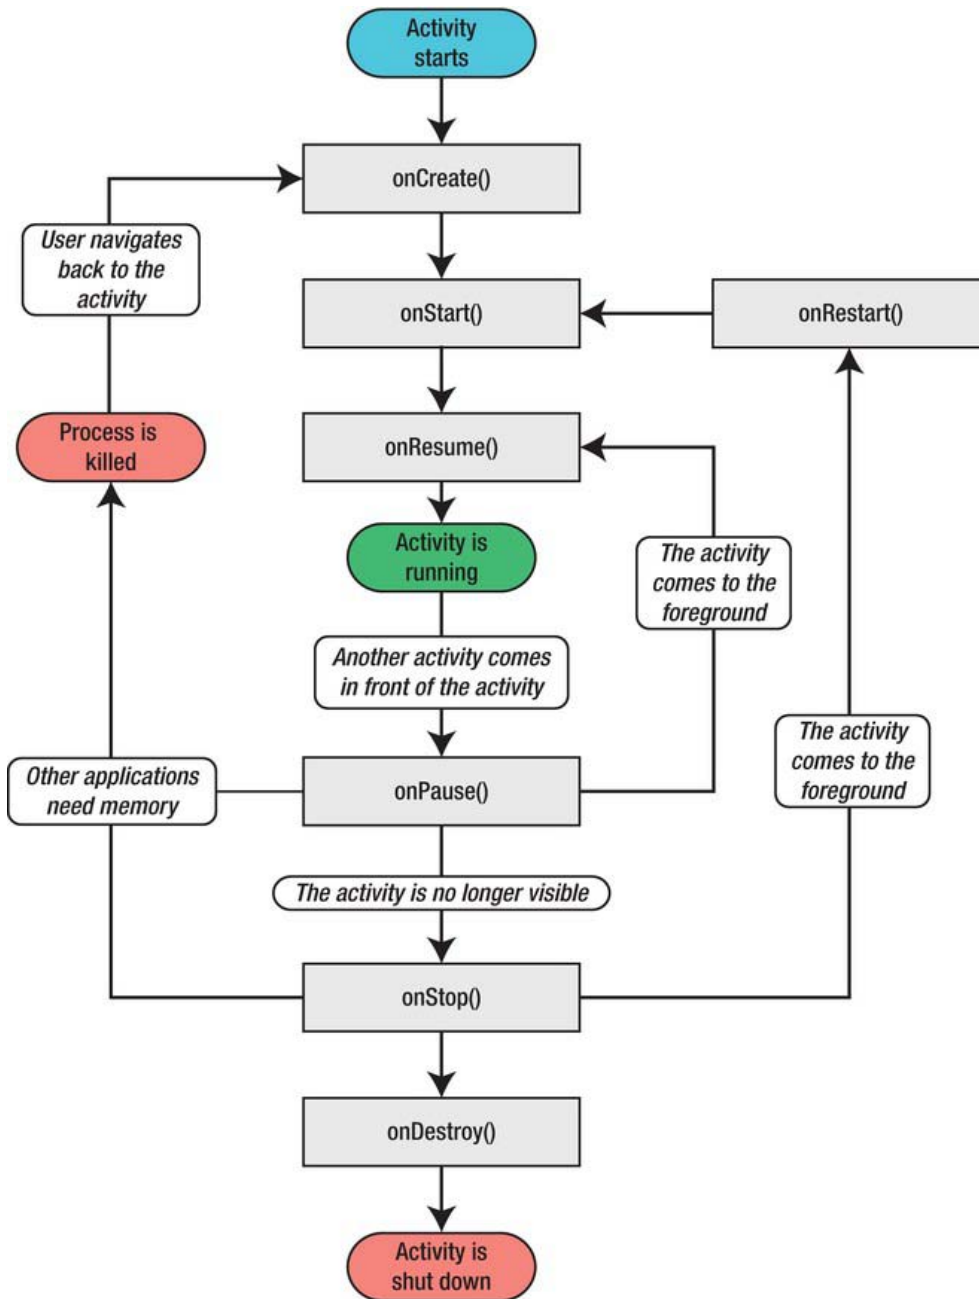 Activity
starts
onCreate()
User navigates
back to the
activity
onStart()
onRestart()
Process is
killed
onResume()
Activity is
running
The activity
comes to the
foreground
Another activity comes
in front of the activity
The activity
comes to the
foreground
Other applications
need memory
onPause()
The activity is no longer visible
onStop()
onDestroy()
Activity is
shut down